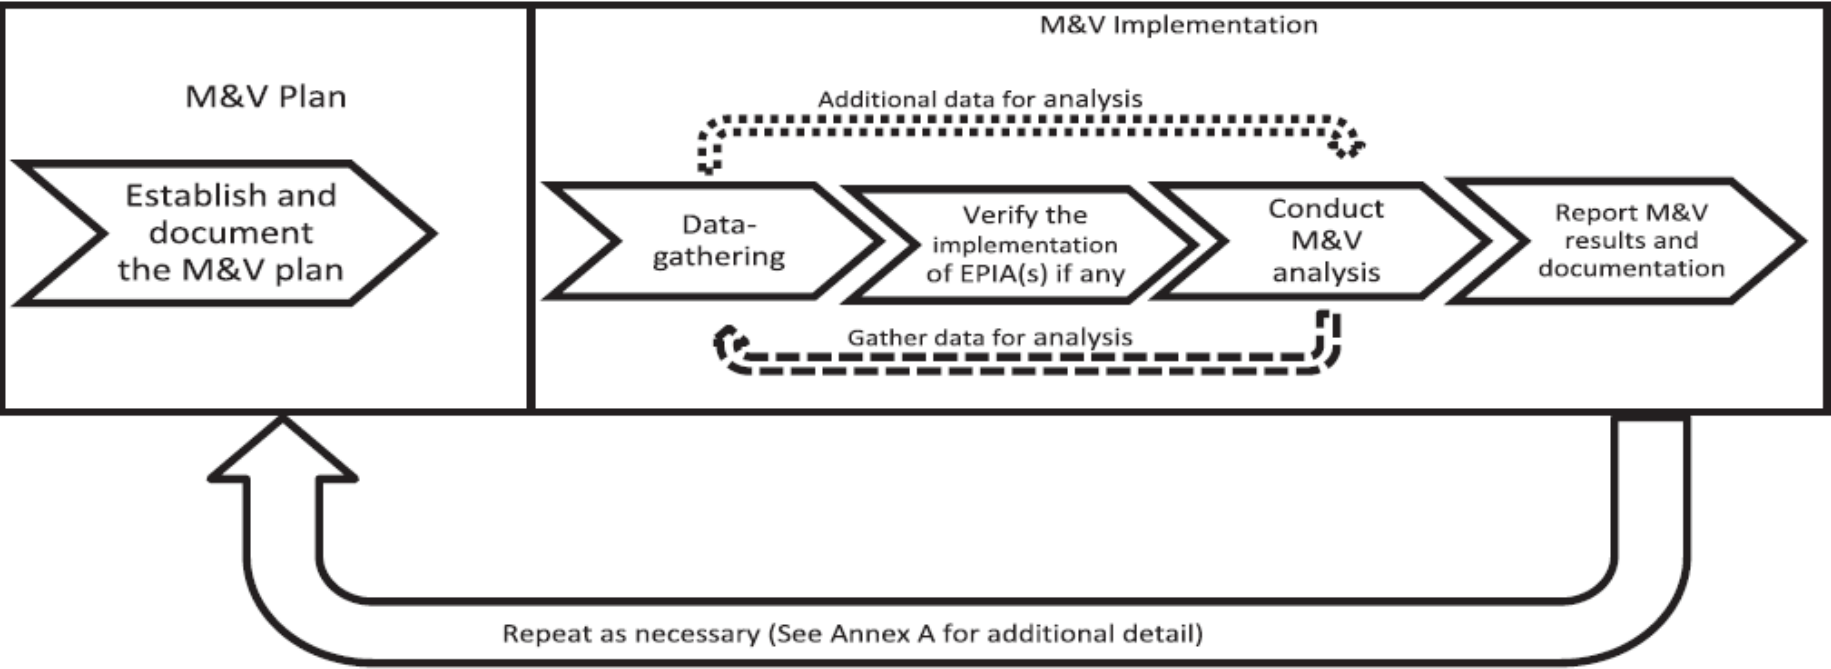 M&V Plan
Establish and
document
the M&V plan
M&V Implementation
Additional data for analysis
Data-
gathering
Verify the
implementation
of EPIA(s) if any
Conduct
M&V
analysis
Report M&V
results and
documentation
Gather data for analysis
Repeat as necessary (See Annex A for additional detail)